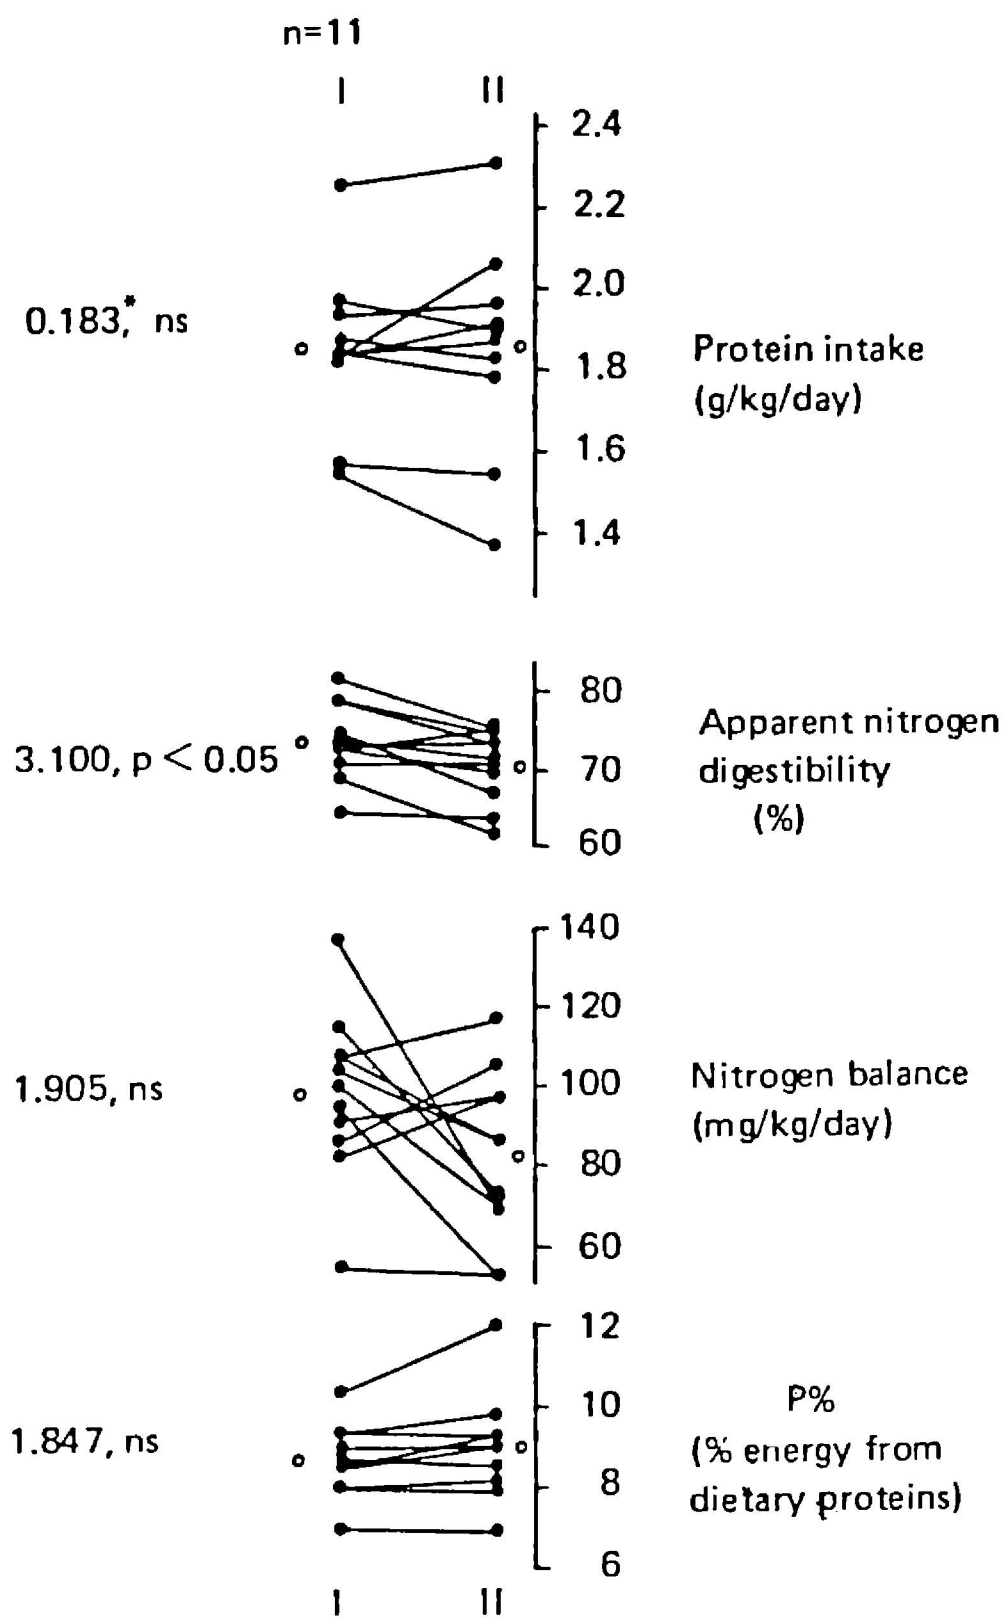 n=11
I II
2.4
2.2
2.0
0.183,* ns
Protein intake
1.8
(g/kg/day)
1.6
1.4
80
Apparent nitrogen
3.100, p < 0.05
70
digestibility
(%)
60
140
120
1.905, ns
100
Nitrogen balance
(mg/kg/day)
80
60
12
10
P%
1.847, ns
(% energy from
8
dietary proteins)
6
I II